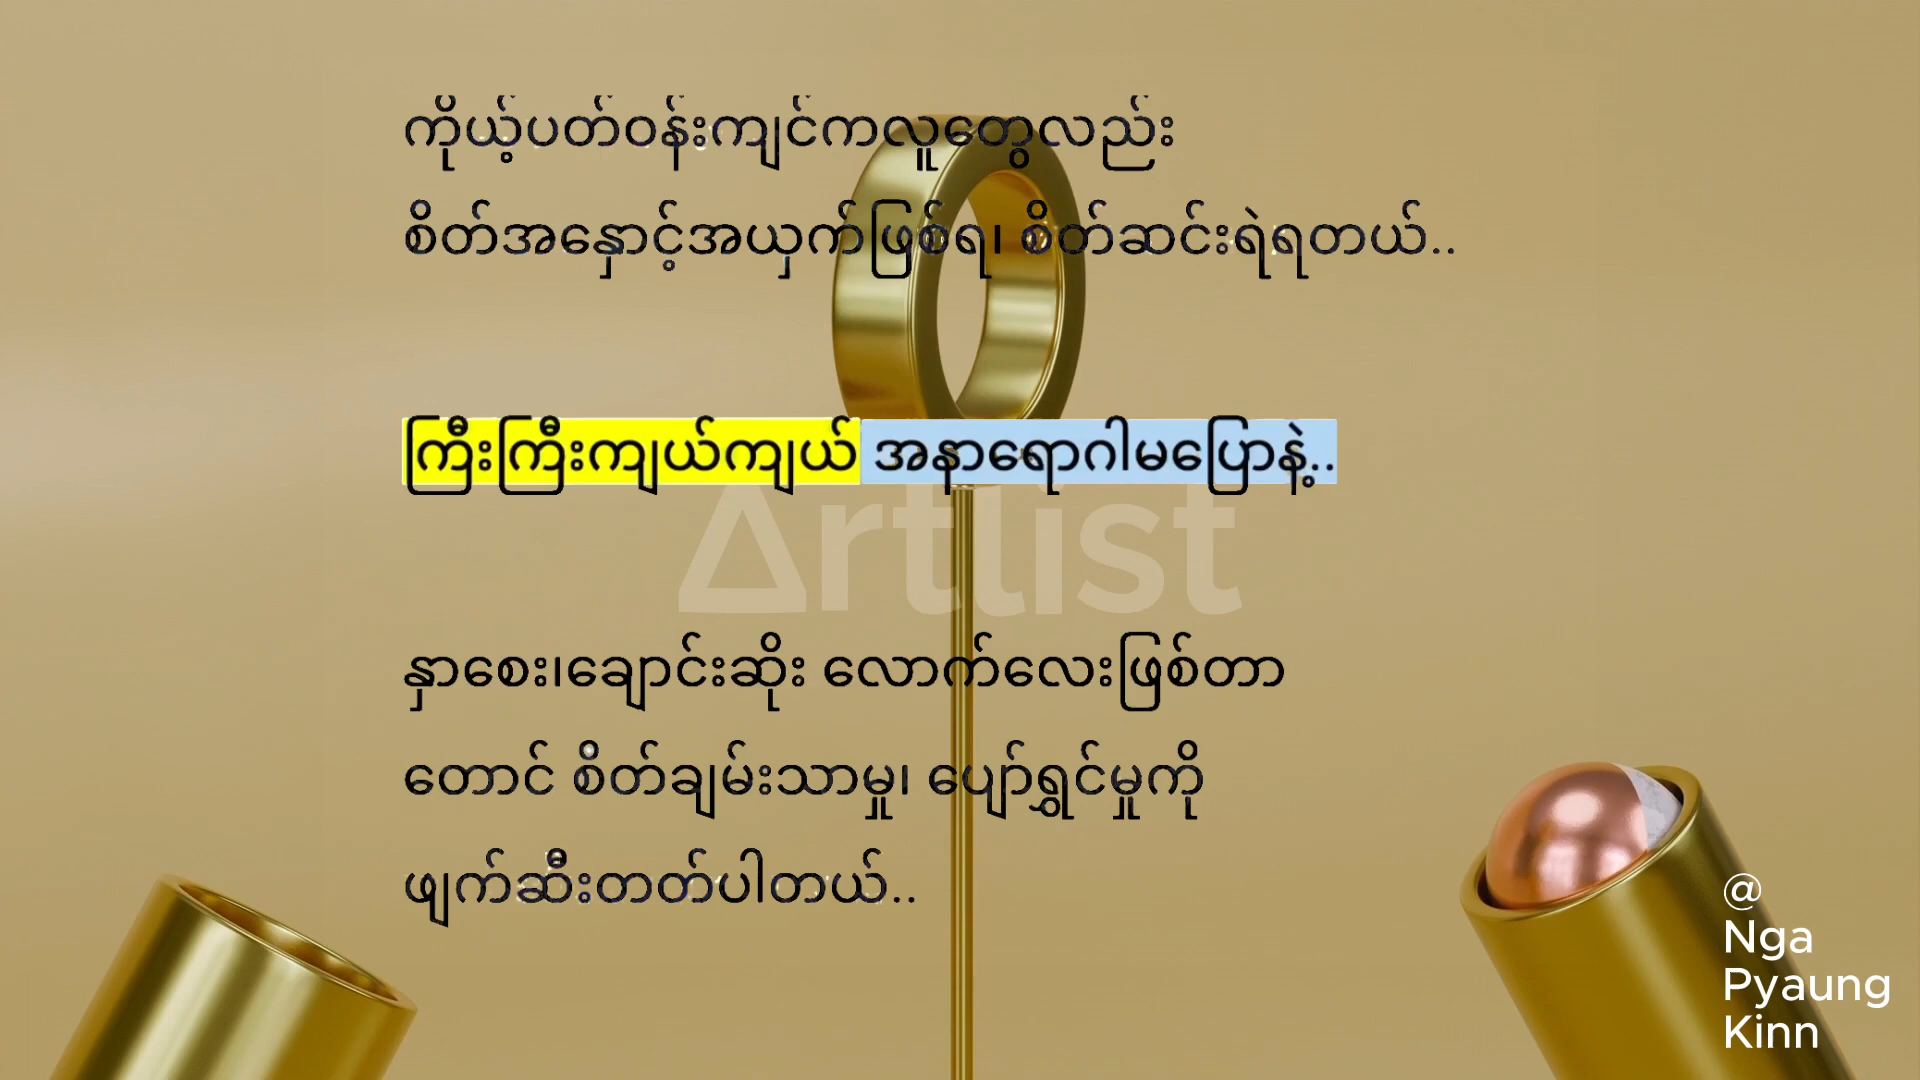 ကိုယ့်ပတ်ဝန်းကျင်ကလူတွေလည်း
စိတ်အနှောင့်အယှက်ဖြစ်ရ၊ စိတ်ဆင်းရဲရတယ်..
ကြီးကြီးကျယ်ကျယ် အနာရောဂါမပြောနဲ့..
Artlist
နှာစေး၊ချောင်းဆိုး လောက်လေးဖြစ်တာ
တောင် စိတ်ချမ်းသာမှု၊ ပျော်ရွှင်မှုကို
ဖျက်ဆီးတတ်ပါတယ်..
@
Nga
Pyaung
Kinn